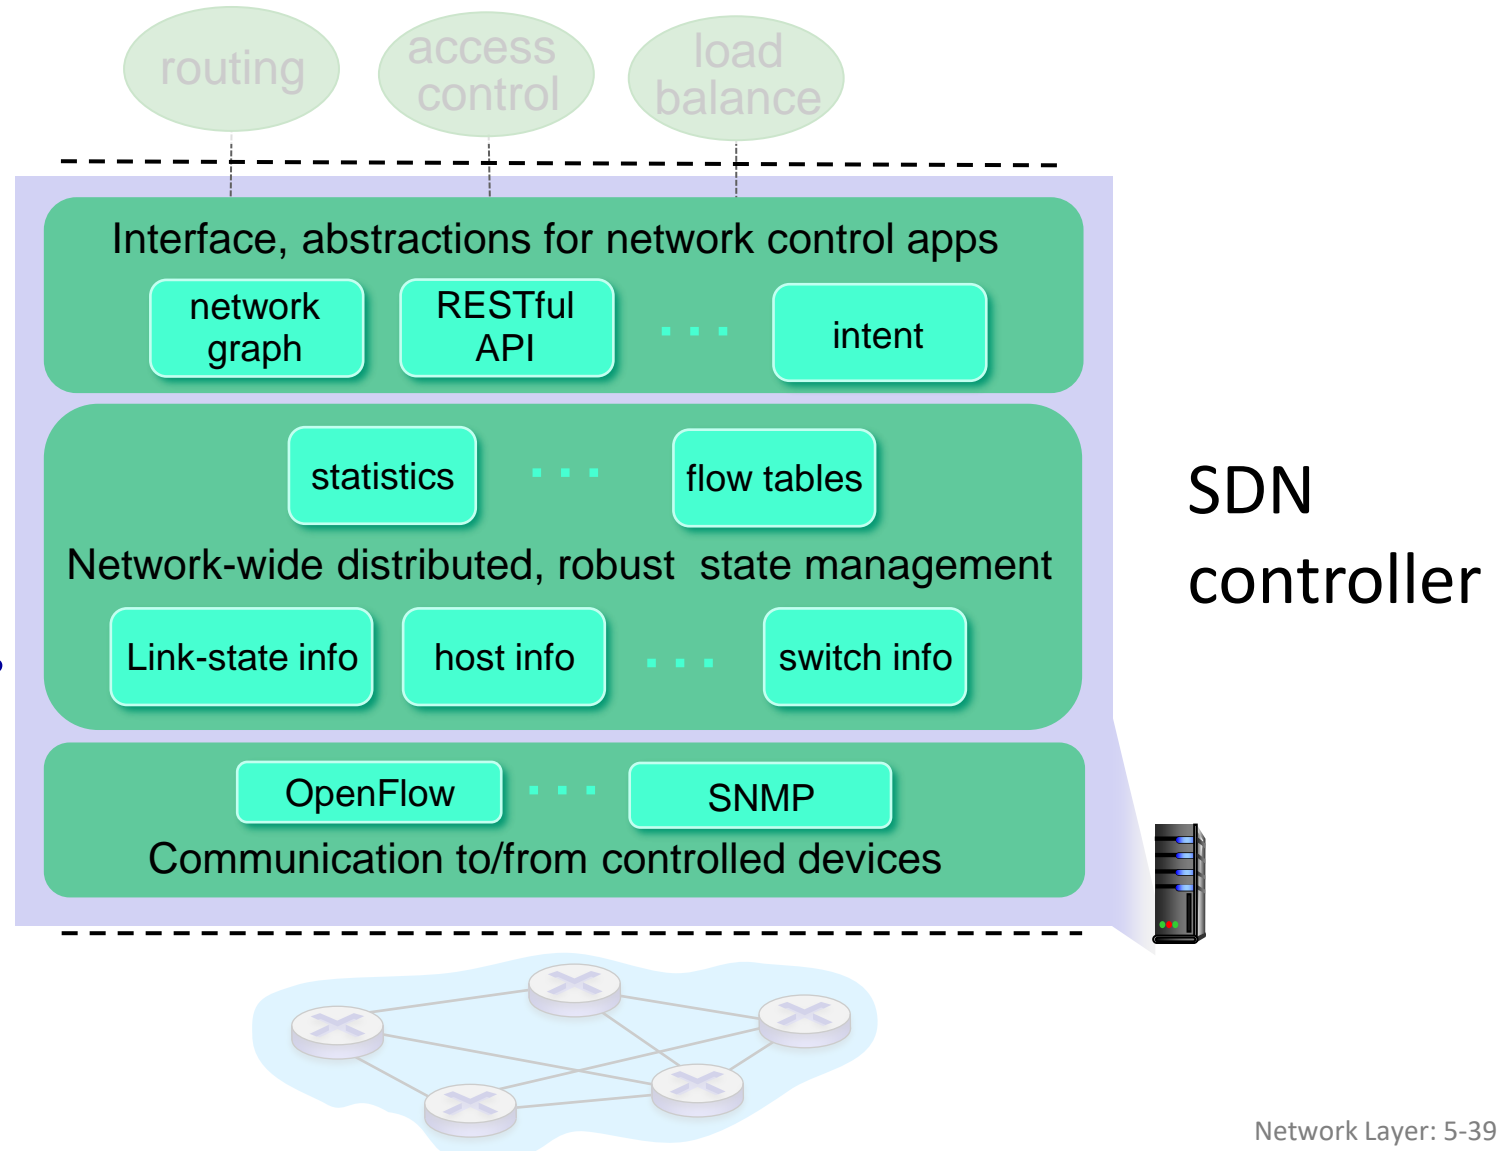 routing
access
control
load
balance
Interface, abstractions for network control apps
network
graph
RESTful
API
intent
statistics
flow tables
Network-wide distributed, robust  state management
Link-state info
host info
switch info
OpenFlow
SNMP
Communication to/from controlled devices
SDN
controller
Network Layer: 5-39